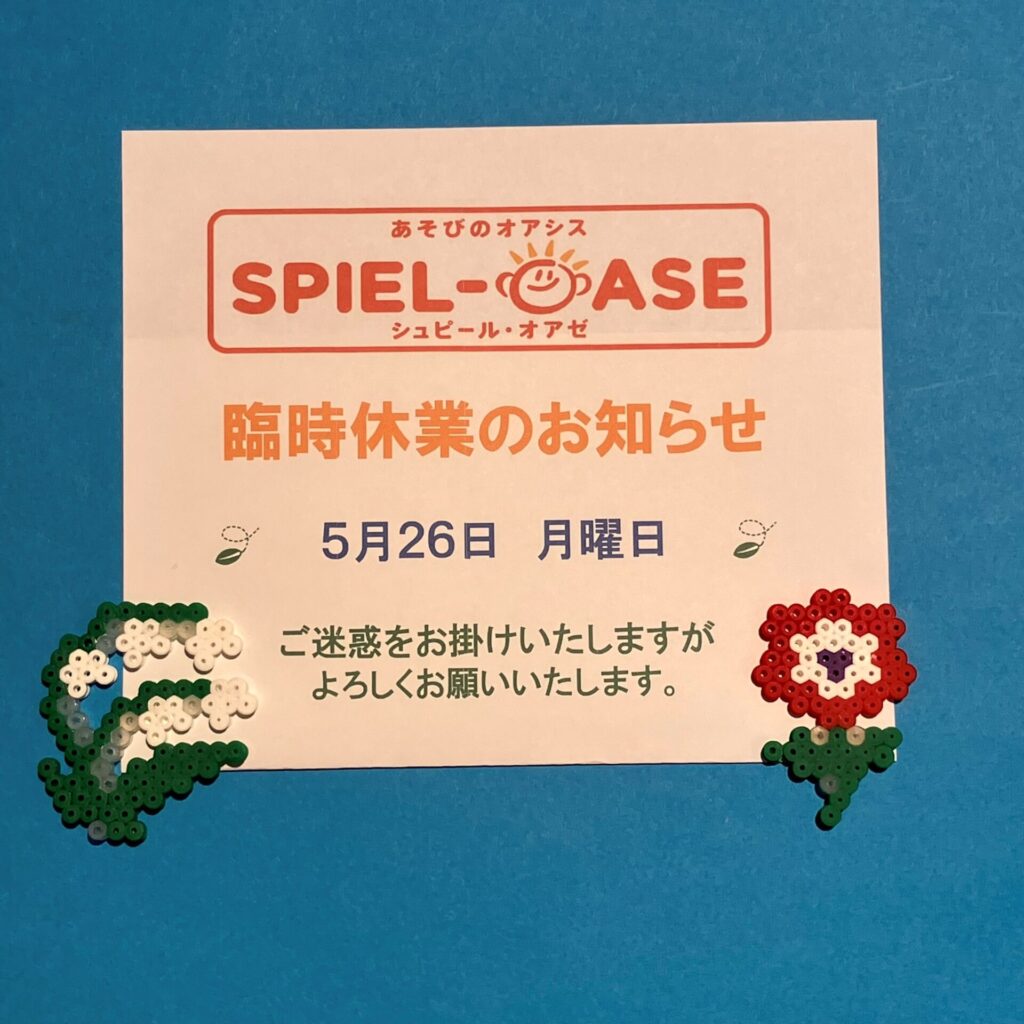 あそびのオアシス
SPIEL-OASE
シュピール・オアゼ
臨時休業のお知らせ
5月26日 月曜日
ご迷惑をお掛けいたしますが
よろしくお願いいたします。